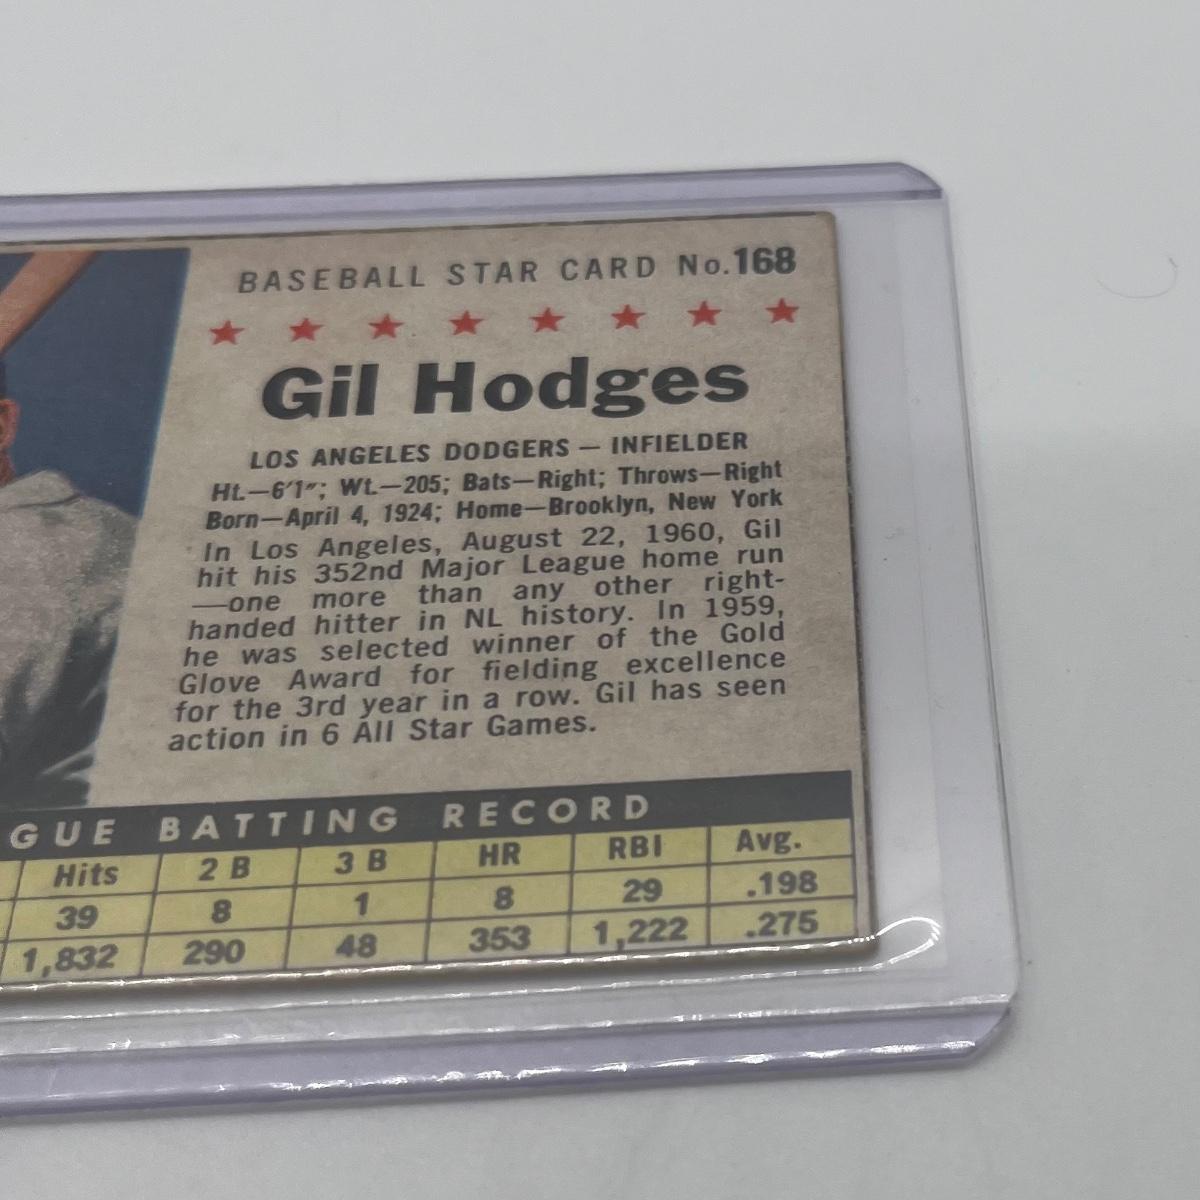 BASEBALL STAR CARD No.168
Gil Hodges
LOS ANGELES DODGERS — INFIELDER
Ht.—6'1"; Wt.—205; Bats—Right; Throws—Right
Born—April 4, 1924; Home—Brooklyn, New York
In Los Angeles, August 22, 1960, Gil
hit his 352nd Major League home run
—one more than any other right-
handed hitter in NL history. In 1959,
he was selected winner of the Gold
Glove Award for fielding excellence
for the 3rd year in a row. Gil has seen
action in 6 All Star Games.
GUE BATTING RECORD
Hits 2 B 3 B HR RBI Avg.
39 8 1 8 29 .198
1,832 290 48 353 1,222 .275